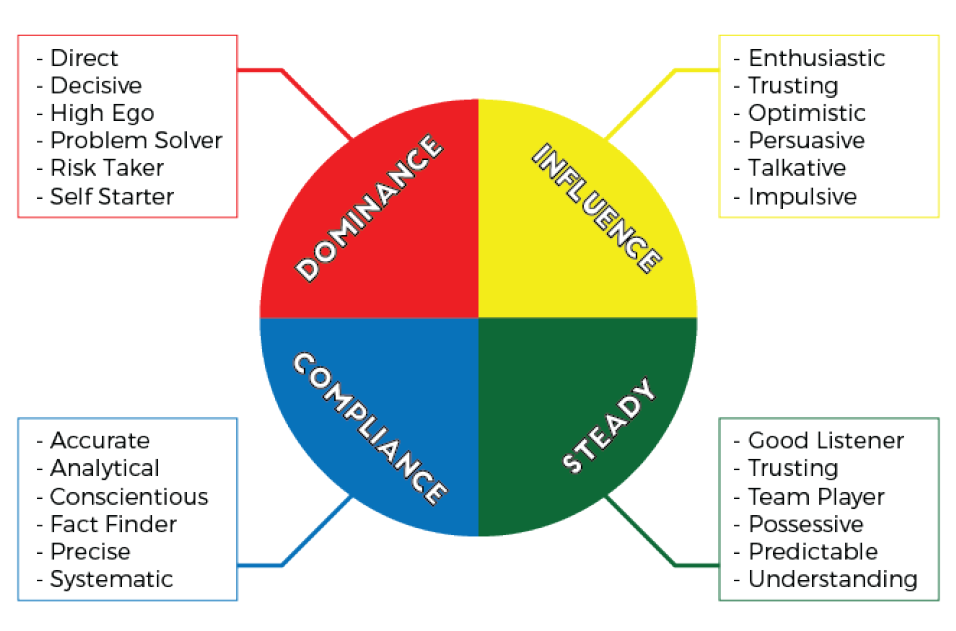 - Direct
- Decisive
- High Ego
- Problem Solver
- Risk Taker
- Self Starter
- Enthusiastic
- Trusting
- Optimistic
- Persuasive
- Talkative
- Impulsive
DOMINANCE
INFLUENCE
COMPLIANCE
STEADY
- Accurate
- Analytical
- Conscientious
- Fact Finder
- Precise
- Systematic
- Good Listener
- Trusting
- Team Player
- Possessive
- Predictable
- Understanding